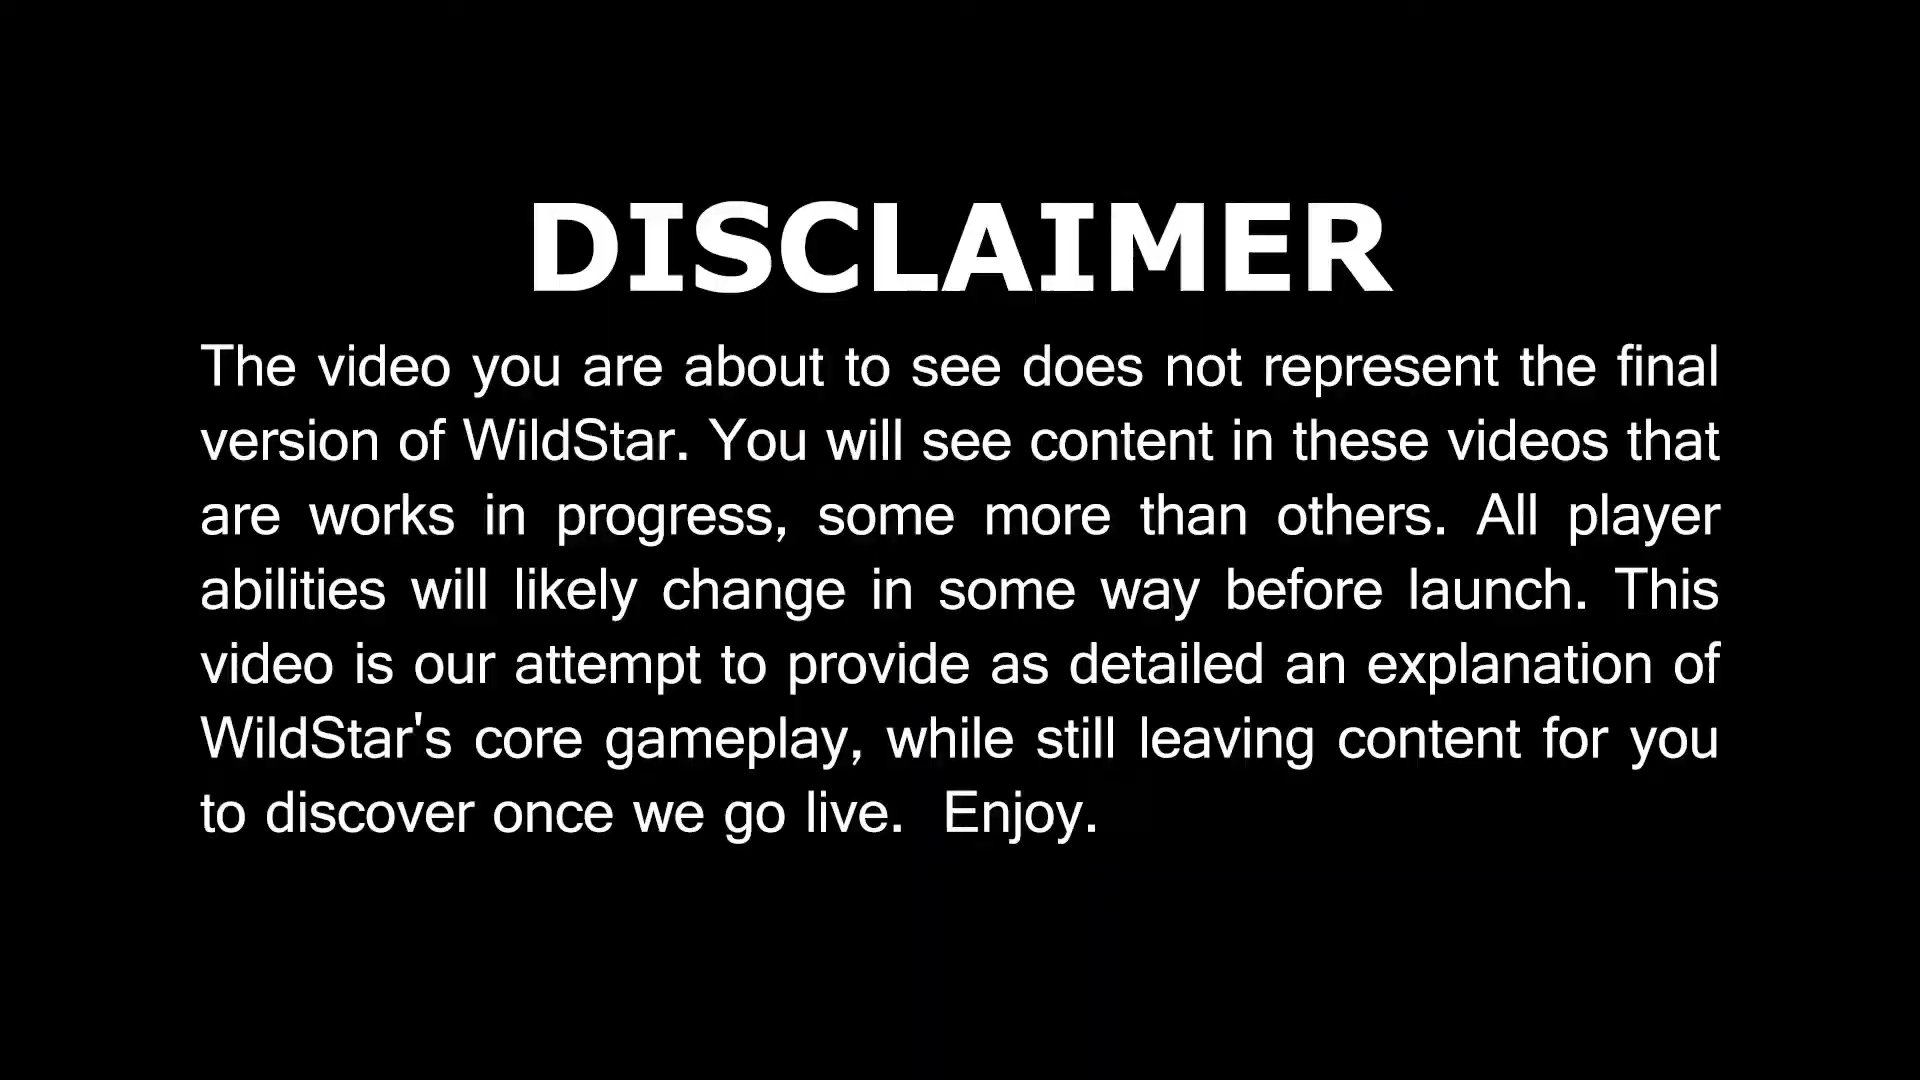 DISCLAIMER
The video you are about to see does not represent the final
version of WildStar. You will see content in these videos that
are works in progress, some more than others. All player
abilities will likely change in some way before launch. This
video is our attempt to provide as detailed an explanation of
WildStar's core gameplay, while still leaving content for you
to discover once we go live.  Enjoy.